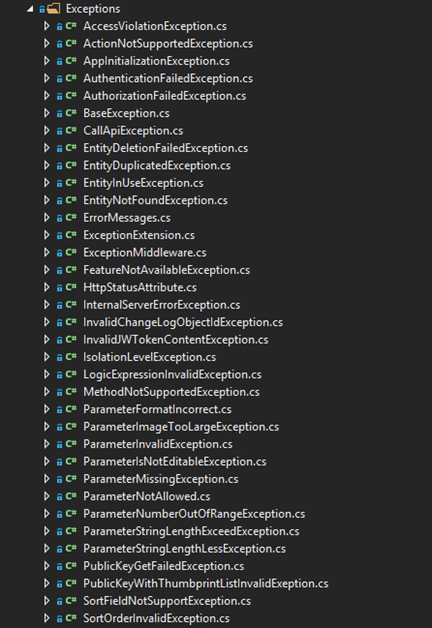 Exceptions
C# AccessViolationException.cs
C# ActionNotSupportedException.cs
C# AppInitializationException.cs
C# AuthenticationFailedException.cs
C# AuthorizationFailedException.cs
C# BaseException.cs
C# CallApiException.cs
C# EntityDeletionFailedException.cs
C# EntityDuplicatedException.cs
C# EntityInUseException.cs
C# EntityNotFoundException.cs
C# ErrorMessages.cs
C# ExceptionExtension.cs
C# ExceptionMiddleware.cs
C# FeatureNotAvailableException.cs
C# HttpStatusAttribute.cs
C# InternalServerErrorException.cs
C# InvalidChangeLogObjectIdException.cs
C# InvalidJWTokenContentException.cs
C# IsolationLevelException.cs
C# LogicExpressionInvalidException.cs
C# MethodNotSupportedException.cs
C# ParameterFormatIncorrect.cs
C# ParameterImageTooLargeException.cs
C# ParameterInvalidException.cs
C# ParameterIsNotEditableException.cs
C# ParameterMissingException.cs
C# ParameterNotAllowed.cs
C# ParameterNumberOutOfRangeException.cs
C# ParameterStringLengthExceedException.cs
C# ParameterStringLengthLessException.cs
C# PublicKeyGetFailedException.cs
C# PublicKeyWithThumbprintListInvalidExeption.cs
C# SortFieldNotSupportException.cs
C# SortOrderInvalidException.cs